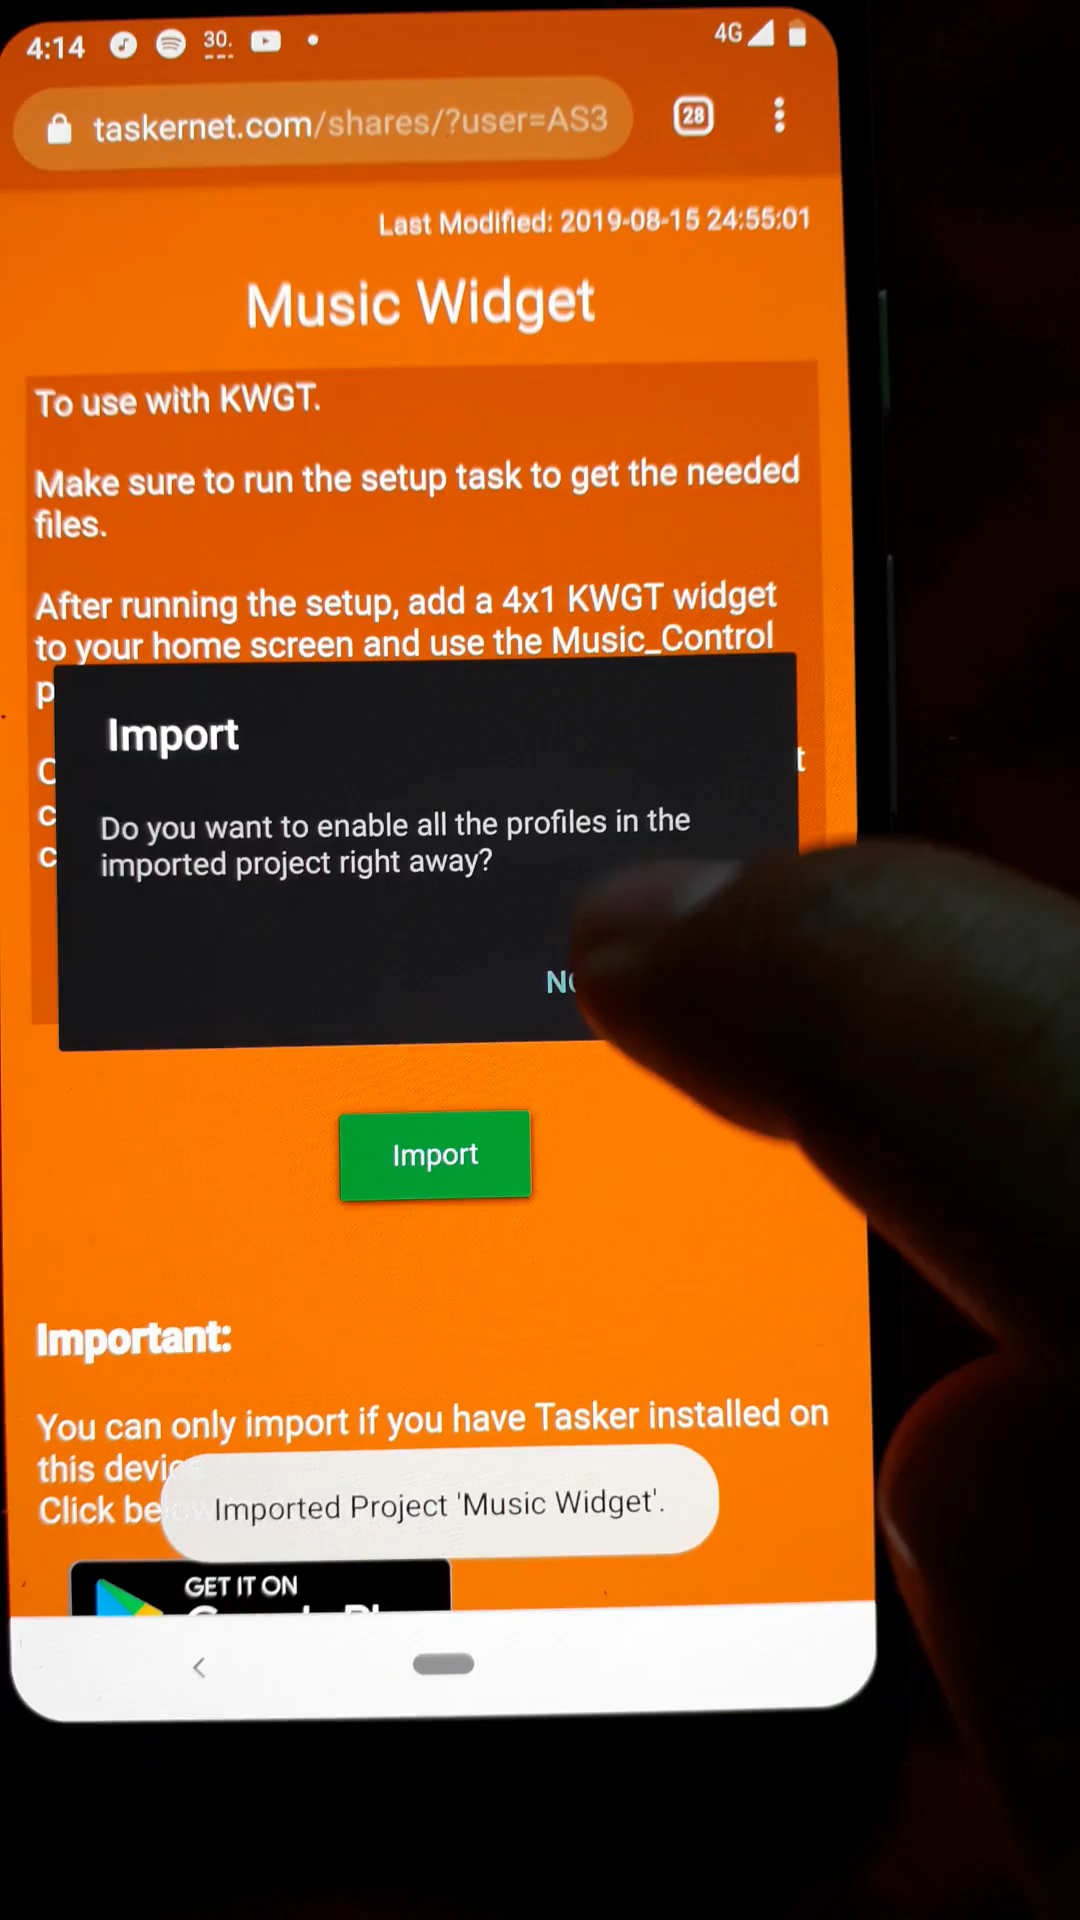 4:14 30. 4G
taskernet.com/shares/?user=AS3 28
Last Modified: 2019-08-15 24:55:01
Music Widget
To use with KWGT.
Make sure to run the setup task to get the needed
files.
After running the setup, add a 4x1 KWGT widget
to your home screen and use the Music_Control
Import
Do you want to enable all the profiles in the
imported project right away?
Import
Important:
You can only import if you have Tasker installed on
this
Click
Imported Project 'Music Widget'.
GET IT ON